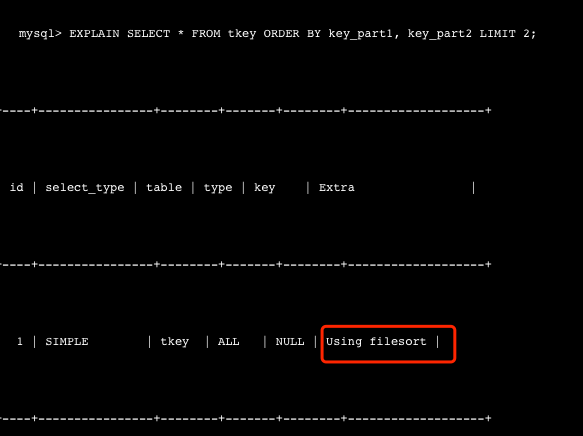 mysql> EXPLAIN SELECT * FROM tkey ORDER BY key_part1, key_part2 LIMIT 2;
----+----------------+--------+-------+--------+--------------------+
id | select_type | table | type | key    | Extra                |
----+----------------+--------+-------+--------+--------------------+
1 | SIMPLE        | tkey  | ALL   | NULL | Using filesort |
----+----------------+--------+-------+--------+--------------------+